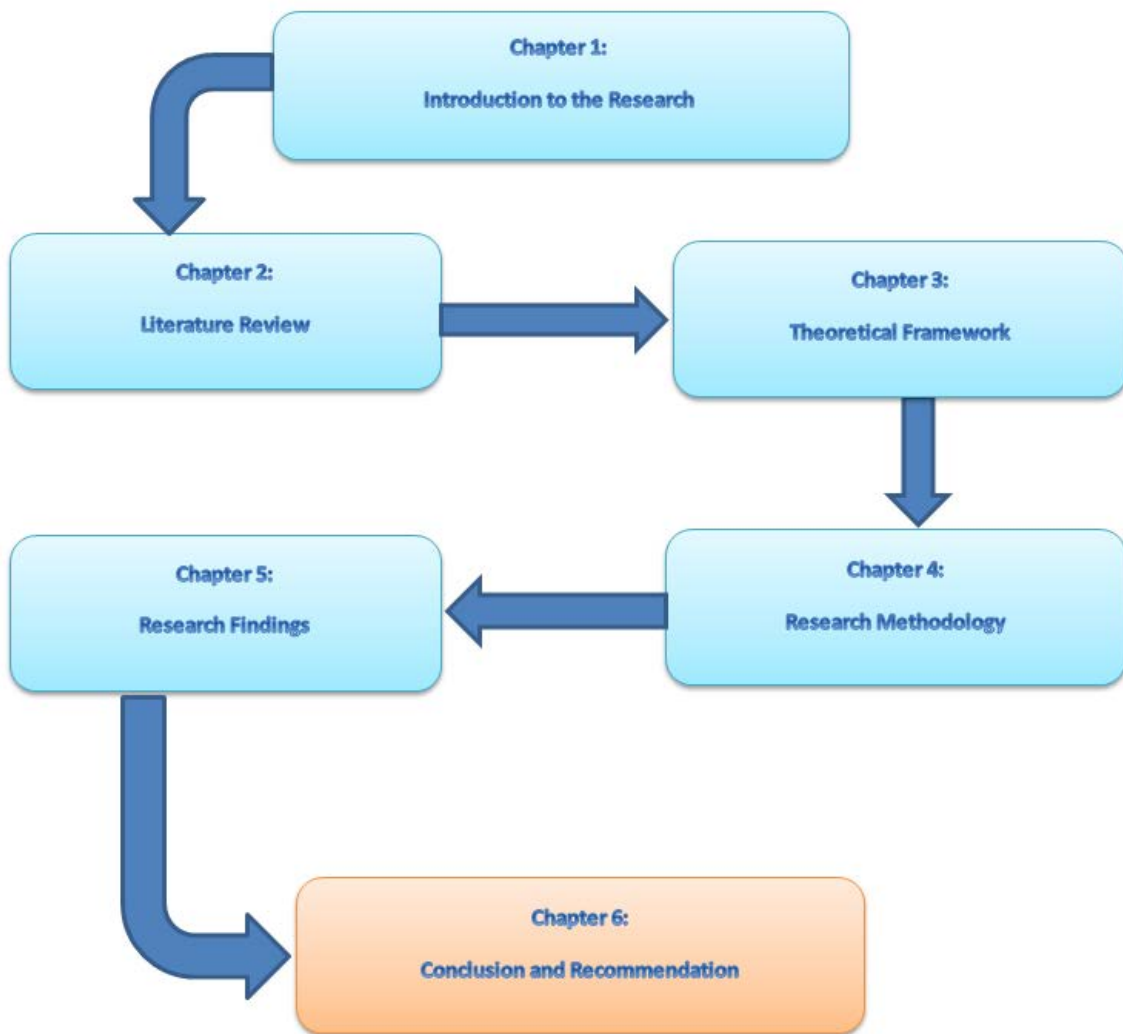 Chapter 1:
Introduction to the Research
Chapter 2:
Literature Review
Chapter 3:
Theoretical Framework
Chapter 4:
Research Methodology
Chapter 5:
Research Findings
Chapter 6:
Conclusion and Recommendation